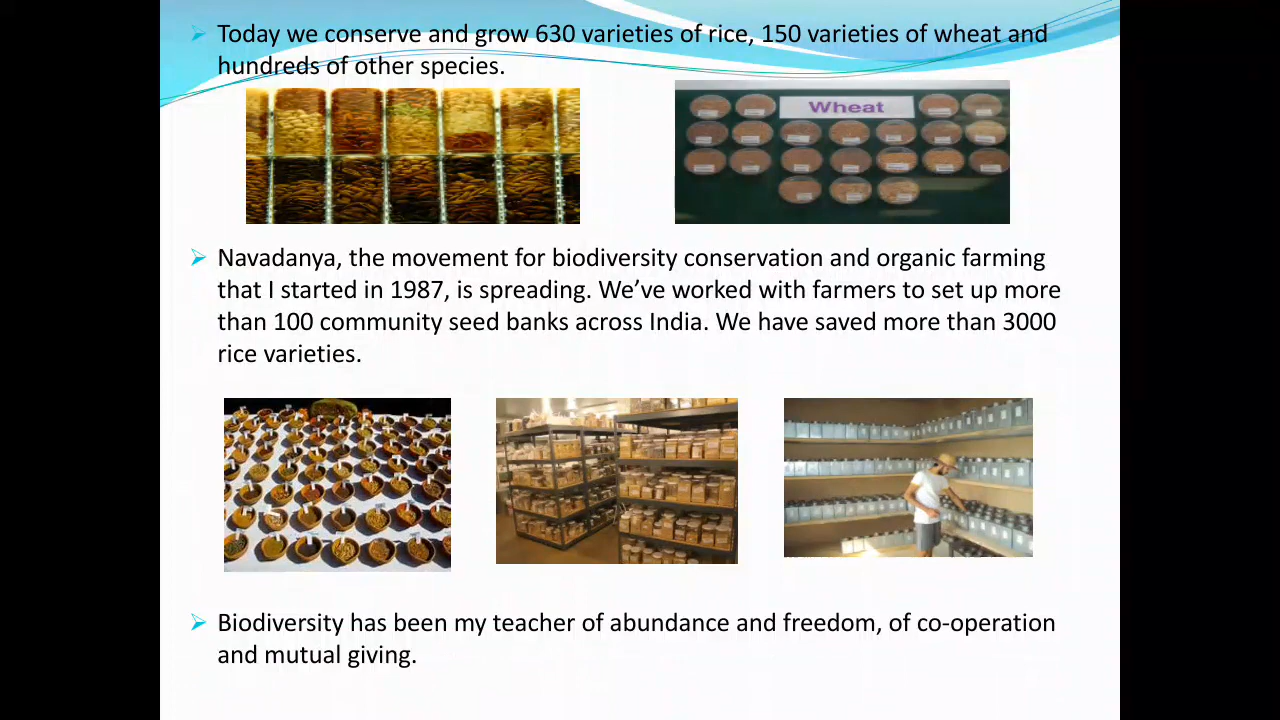 Today we conserve and grow 630 varieties of rice, 150 varieties of wheat and
hundreds of other species.
Wheat
Navadanya, the movement for biodiversity conservation and organic farming
that I started in 1987, is spreading. We’ve worked with farmers to set up more
than 100 community seed banks across India. We have saved more than 3000
rice varieties.
Biodiversity has been my teacher of abundance and freedom, of co-operation
and mutual giving.